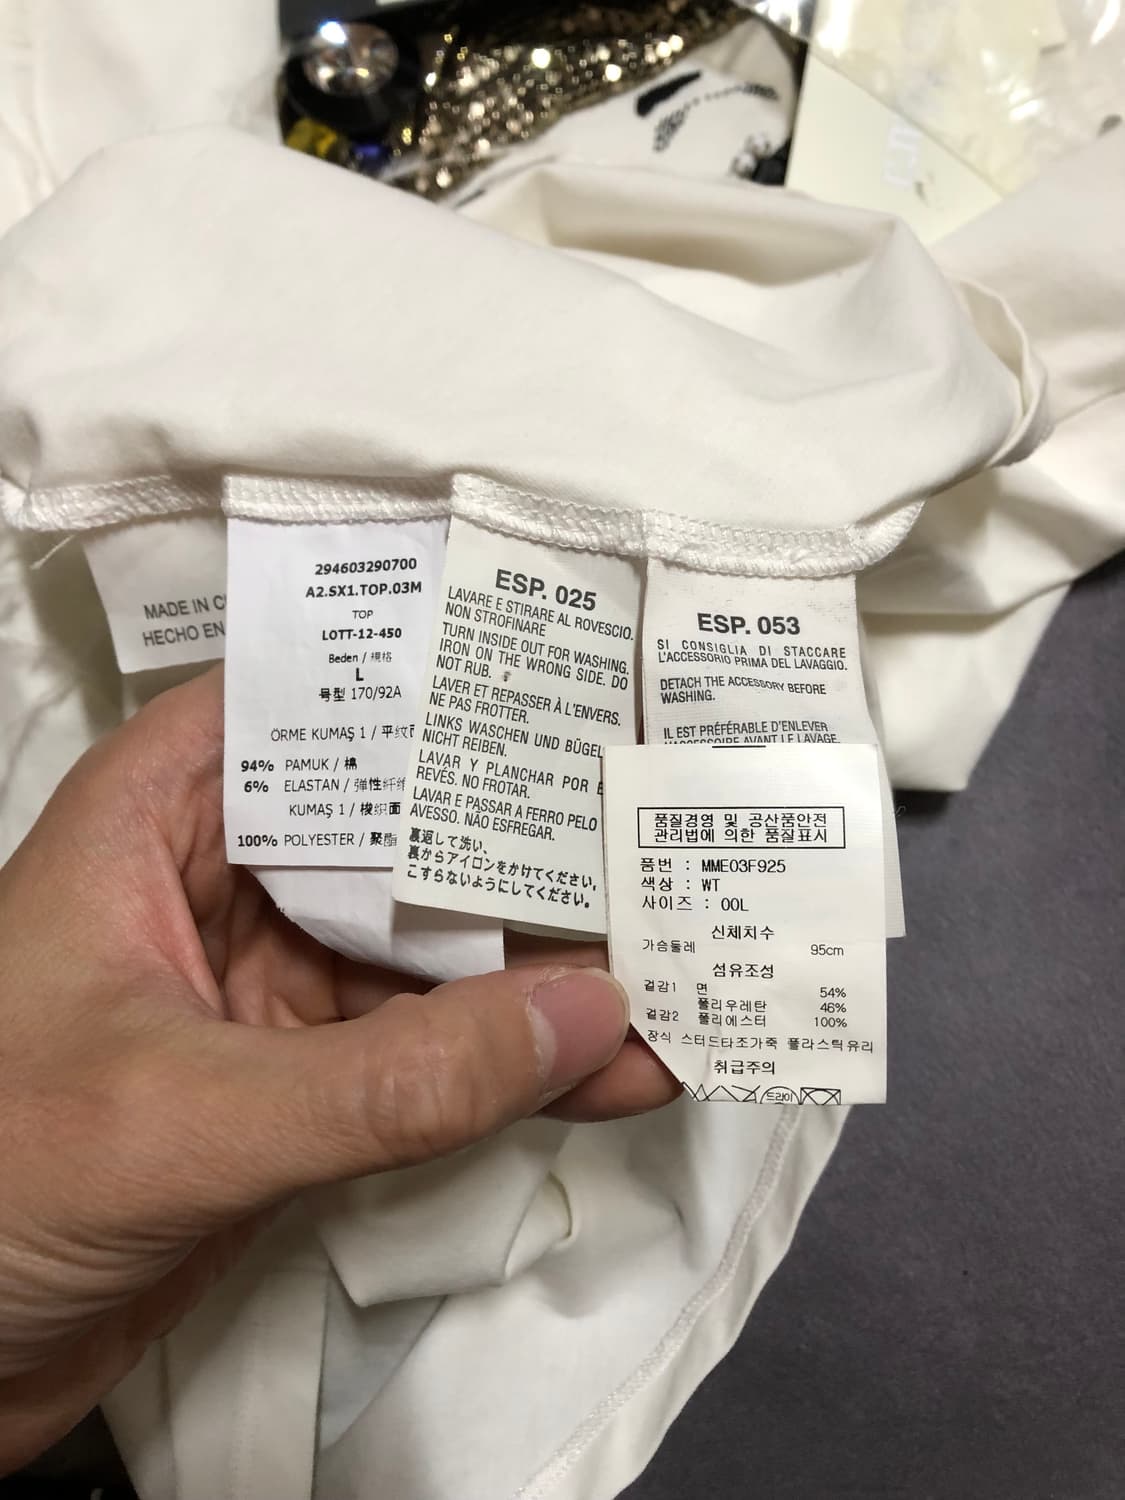 MADE IN C
HECHO EN
294603290700
A2.SX1.TOP.03M
TOP
LOTT-12-450
Beden / 規格
L
号型 170/92A
ÖRME KUMAŞ 1 / 平纹
94% PAMUK / 棉
6% ELASTAN / 弹性纤维
KUMAŞ 1 / 梭织面
100% POLYESTER / 聚酯
ESP. 025
LAVARE E STIRARE AL ROVESCIO.
NON STROFINARE
TURN INSIDE OUT FOR WASHING,
IRON ON THE WRONG SIDE. DO
NOT RUB.
LAVER ET REPASSER À L'ENVERS.
NE PAS FROTTER.
LINKS WASCHEN UND BÜGEL
NICHT REIBEN.
LAVAR Y PLANCHAR POR E
REVÉS. NO FROTAR.
LAVAR E PASSAR A FERRO PELO
AVESSO. NÃO ESFREGAR.
裏返して洗い、
裏からアイロンをかけてください。
こすらないようにしてください。
ESP. 053
SI CONSIGLIA DI STACCARE
L'ACCESSORIO PRIMA DEL LAVAGGIO.
DETACH THE ACCESSORY BEFORE
WASHING.
IL EST PRÉFÉRABLE D'ENLEVER
L'ACCESSOIRE AVANT LE LAVAGE.
품질경영 및 공산품안전
관리법에 의한 품질표시
품번 : MME03F925
색상 : WT
사이즈 : 00L
신체치수
가슴둘레 95cm
섬유조성
겉감1 면 54%
폴리우레탄 46%
겉감2 폴리에스터 100%
장식 스터드타조가죽 플라스틱유리
취급주의
드라이